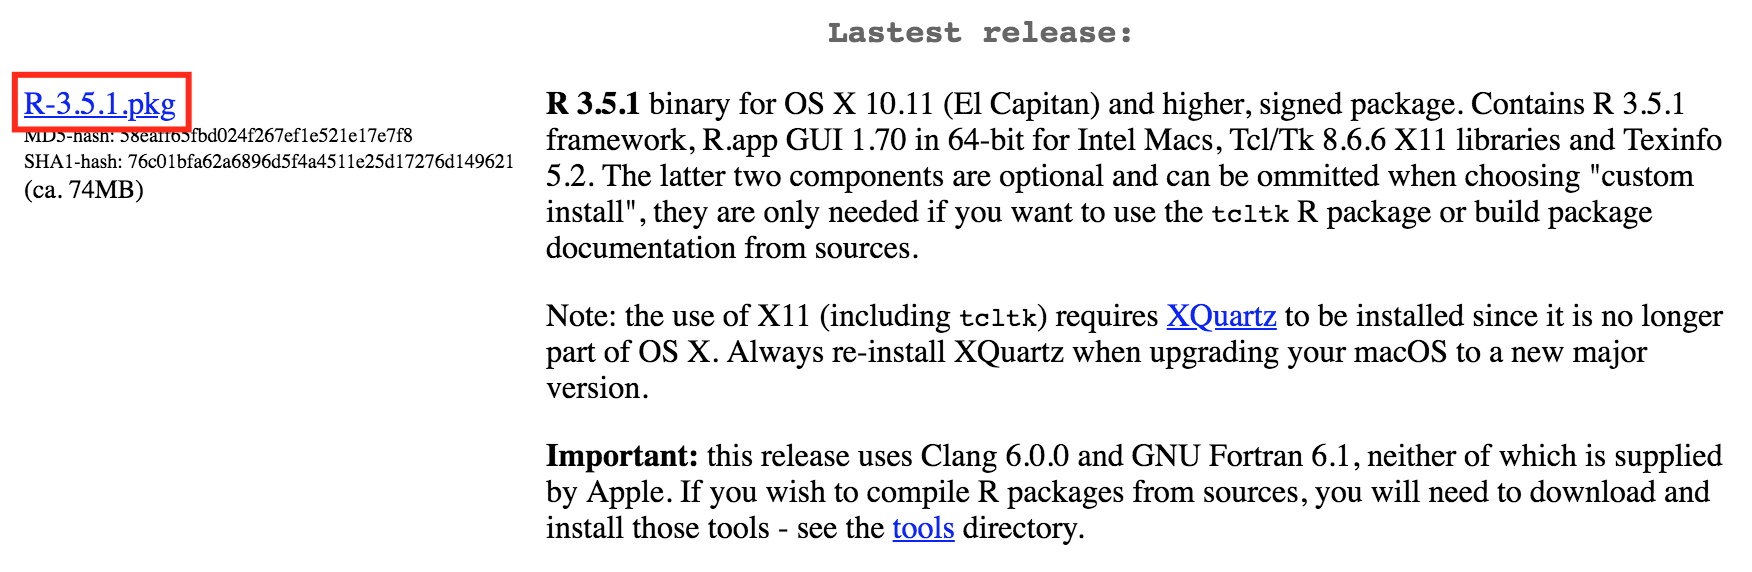 Lastest release:
R-3.5.1.pkg
MD5-hash: 58eaff65fbd024f267ef1e521e17e7f8
SHA1-hash: 76c01bfa62a6896d5f4a4511e25d17276d149621
(ca. 74MB)
R 3.5.1 binary for OS X 10.11 (El Capitan) and higher, signed package. Contains R 3.5.1
framework, R.app GUI 1.70 in 64-bit for Intel Macs, Tcl/Tk 8.6.6 X11 libraries and Texinfo
5.2. The latter two components are optional and can be ommitted when choosing "custom
install", they are only needed if you want to use the tcltk R package or build package
documentation from sources.
Note: the use of X11 (including tcltk) requires XQuartz to be installed since it is no longer
part of OS X. Always re-install XQuartz when upgrading your macOS to a new major
version.
Important: this release uses Clang 6.0.0 and GNU Fortran 6.1, neither of which is supplied
by Apple. If you wish to compile R packages from sources, you will need to download and
install those tools - see the tools directory.